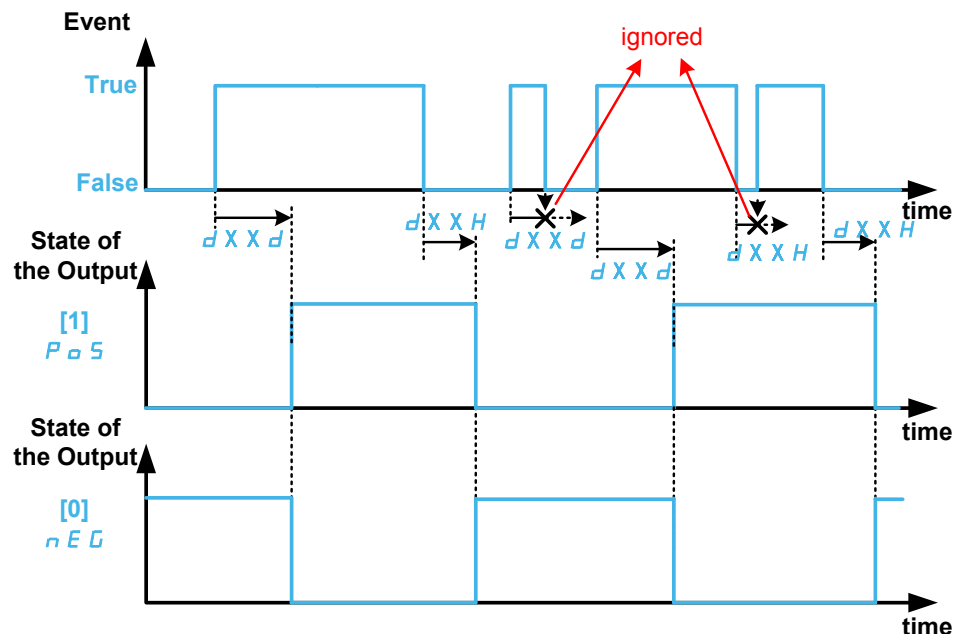 Event
ignored
True
False
time
d X X d
d X X H
d X X d
d X X d
d X X H
d X X H
State of
the Output
[1]
P o S
time
State of
the Output
[0]
n E G
time